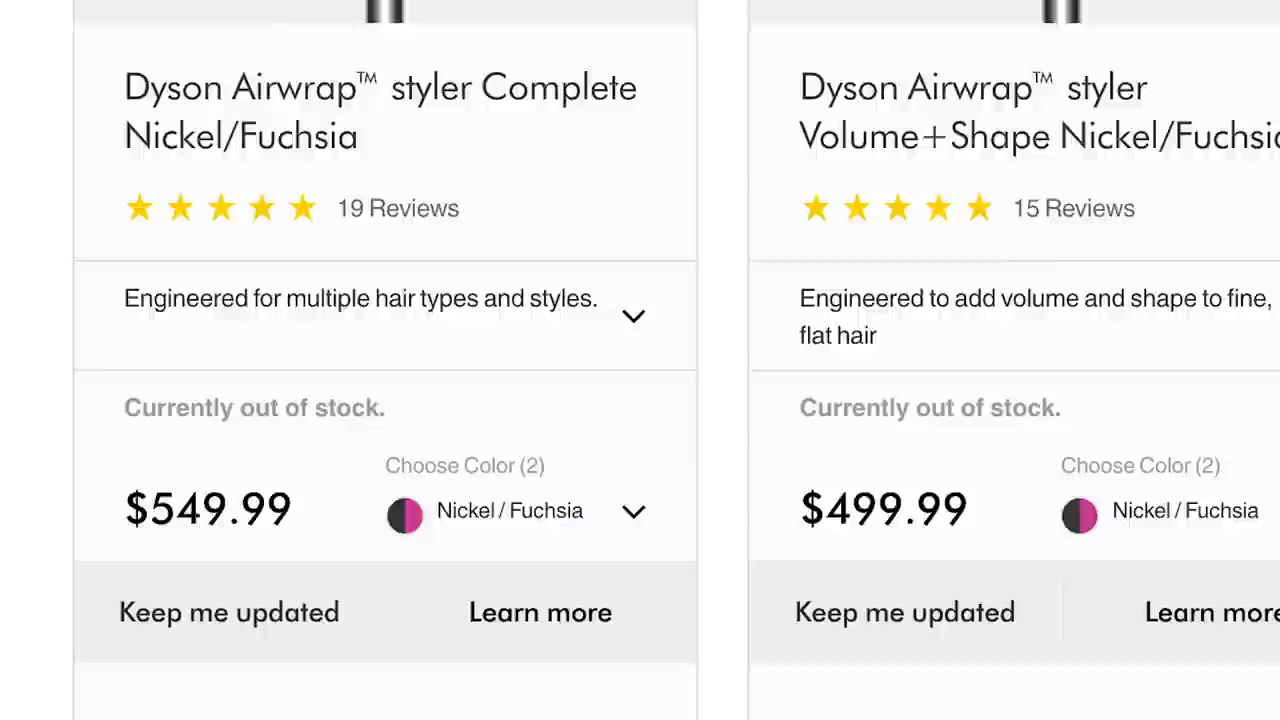 Dyson Airwrap™ styler Complete
Nickel/Fuchsia
19 Reviews
Engineered for multiple hair types and styles.
Currently out of stock.
Choose Color (2)
$549.99
Nickel / Fuchsia
Keep me updated
Learn more
Dyson Airwrap™ styler
Volume+Shape Nickel/Fuchsia
15 Reviews
Engineered to add volume and shape to fine,
flat hair
Currently out of stock.
Choose Color (2)
$499.99
Nickel / Fuchsia
Keep me updated
Learn more